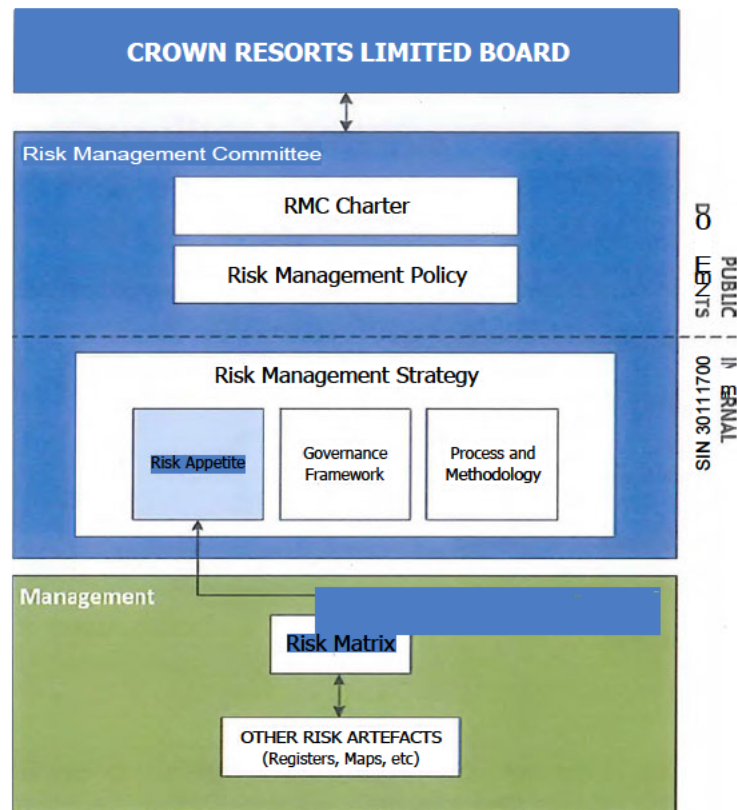 CROWN RESORTS LIMITED BOARD
Risk Management Committee
RMC Charter
Risk Management Policy
PUBLIC
Risk Management Strategy
Risk Appetite
Governance
Framework
Process and
Methodology
SIN 30111700
Management
Risk Matrix
OTHER RISK ARTEFACTS
(Registers, Maps, etc)